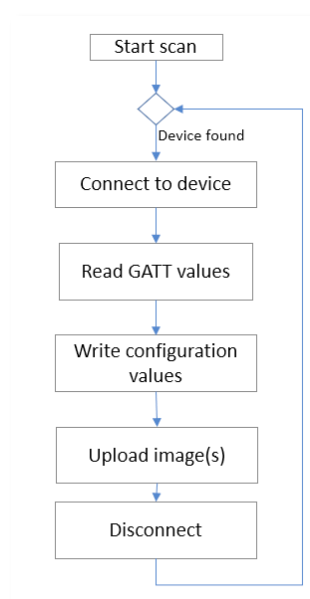 Start scan
Device found
Connect to device
Read GATT values
Write configuration
values
Upload image(s)
Disconnect